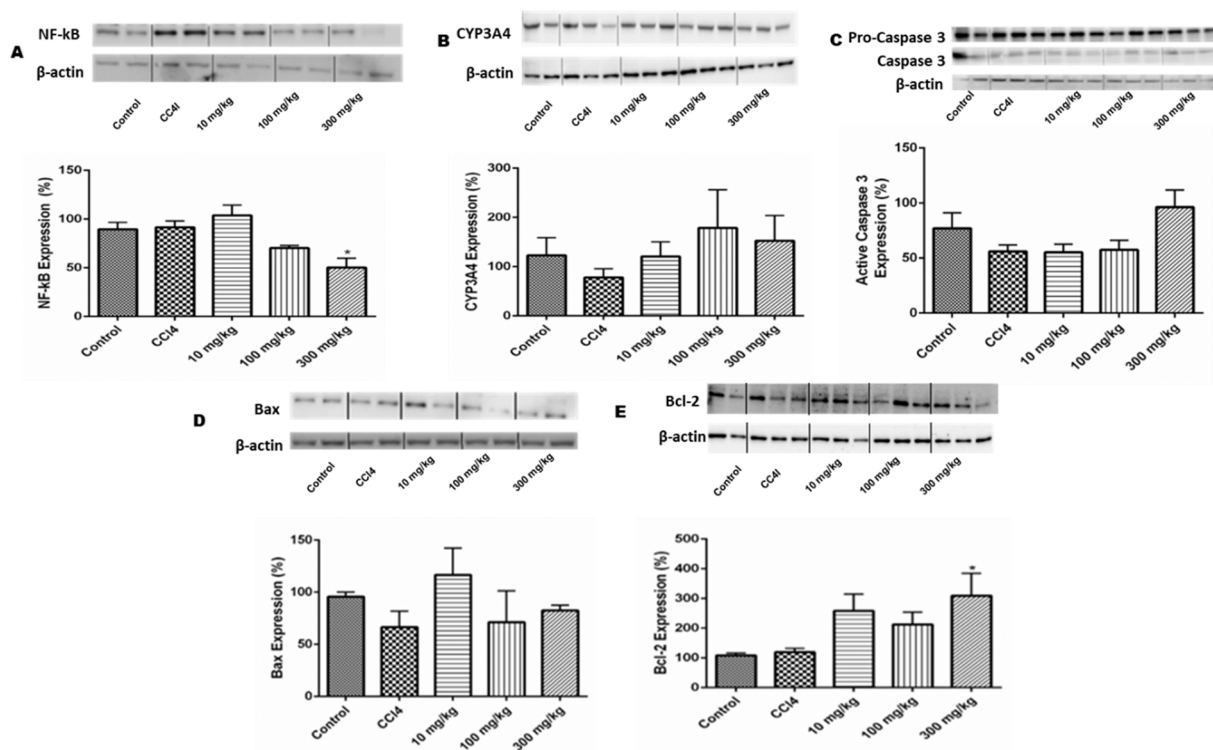 A
NF-kB
β-actin
Control
CC4l
10 mg/kg
100 mg/kg
300 mg/kg
NF-kB Expression (%)
150
100
50
0
*
Control
CCl4
10 mg/kg
100 mg/kg
300 mg/kg
B
CYP3A4
β-actin
Control
CC4l
10 mg/kg
100 mg/kg
300 mg/kg
CYP3A4 Expression (%)
300
200
100
0
Control
CCl4
10 mg/kg
100 mg/kg
300 mg/kg
C
Pro-Caspase 3
Caspase 3
β-actin
Control
CC4l
10 mg/kg
100 mg/kg
300 mg/kg
Active Caspase 3
Expression (%)
150
100
50
0
Control
CCl4
10 mg/kg
100 mg/kg
300 mg/kg
D
Bax
β-actin
Control
CCl4
10 mg/kg
100 mg/kg
300 mg/kg
Bax Expression (%)
150
100
50
0
Control
CCl4
10 mg/kg
100 mg/kg
300 mg/kg
E
Bcl-2
β-actin
Control
CC4l
10 mg/kg
100 mg/kg
300 mg/kg
Bcl-2 Expression (%)
500
400
300
200
100
0
*
Control
CCl4
10 mg/kg
100 mg/kg
300 mg/kg